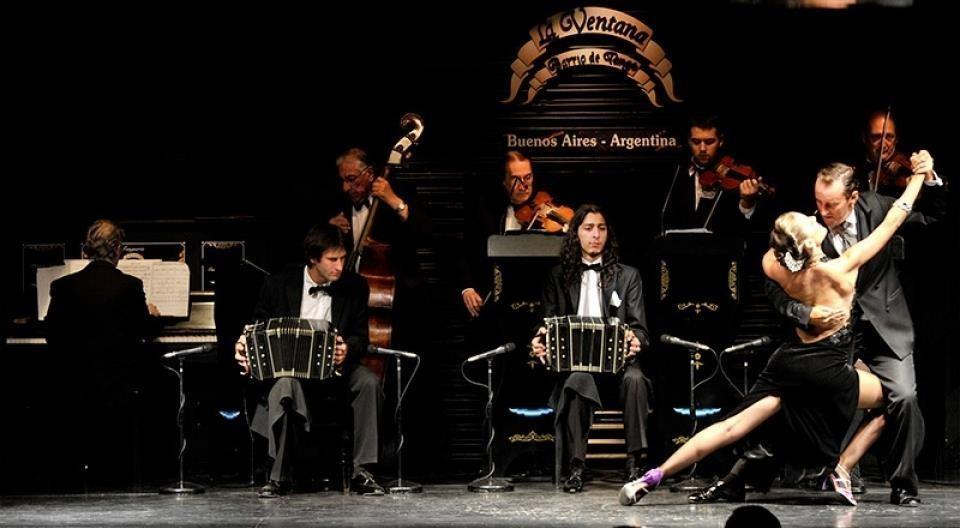 La Ventana
Barrio de Tango
Buenos Aires - Argentina